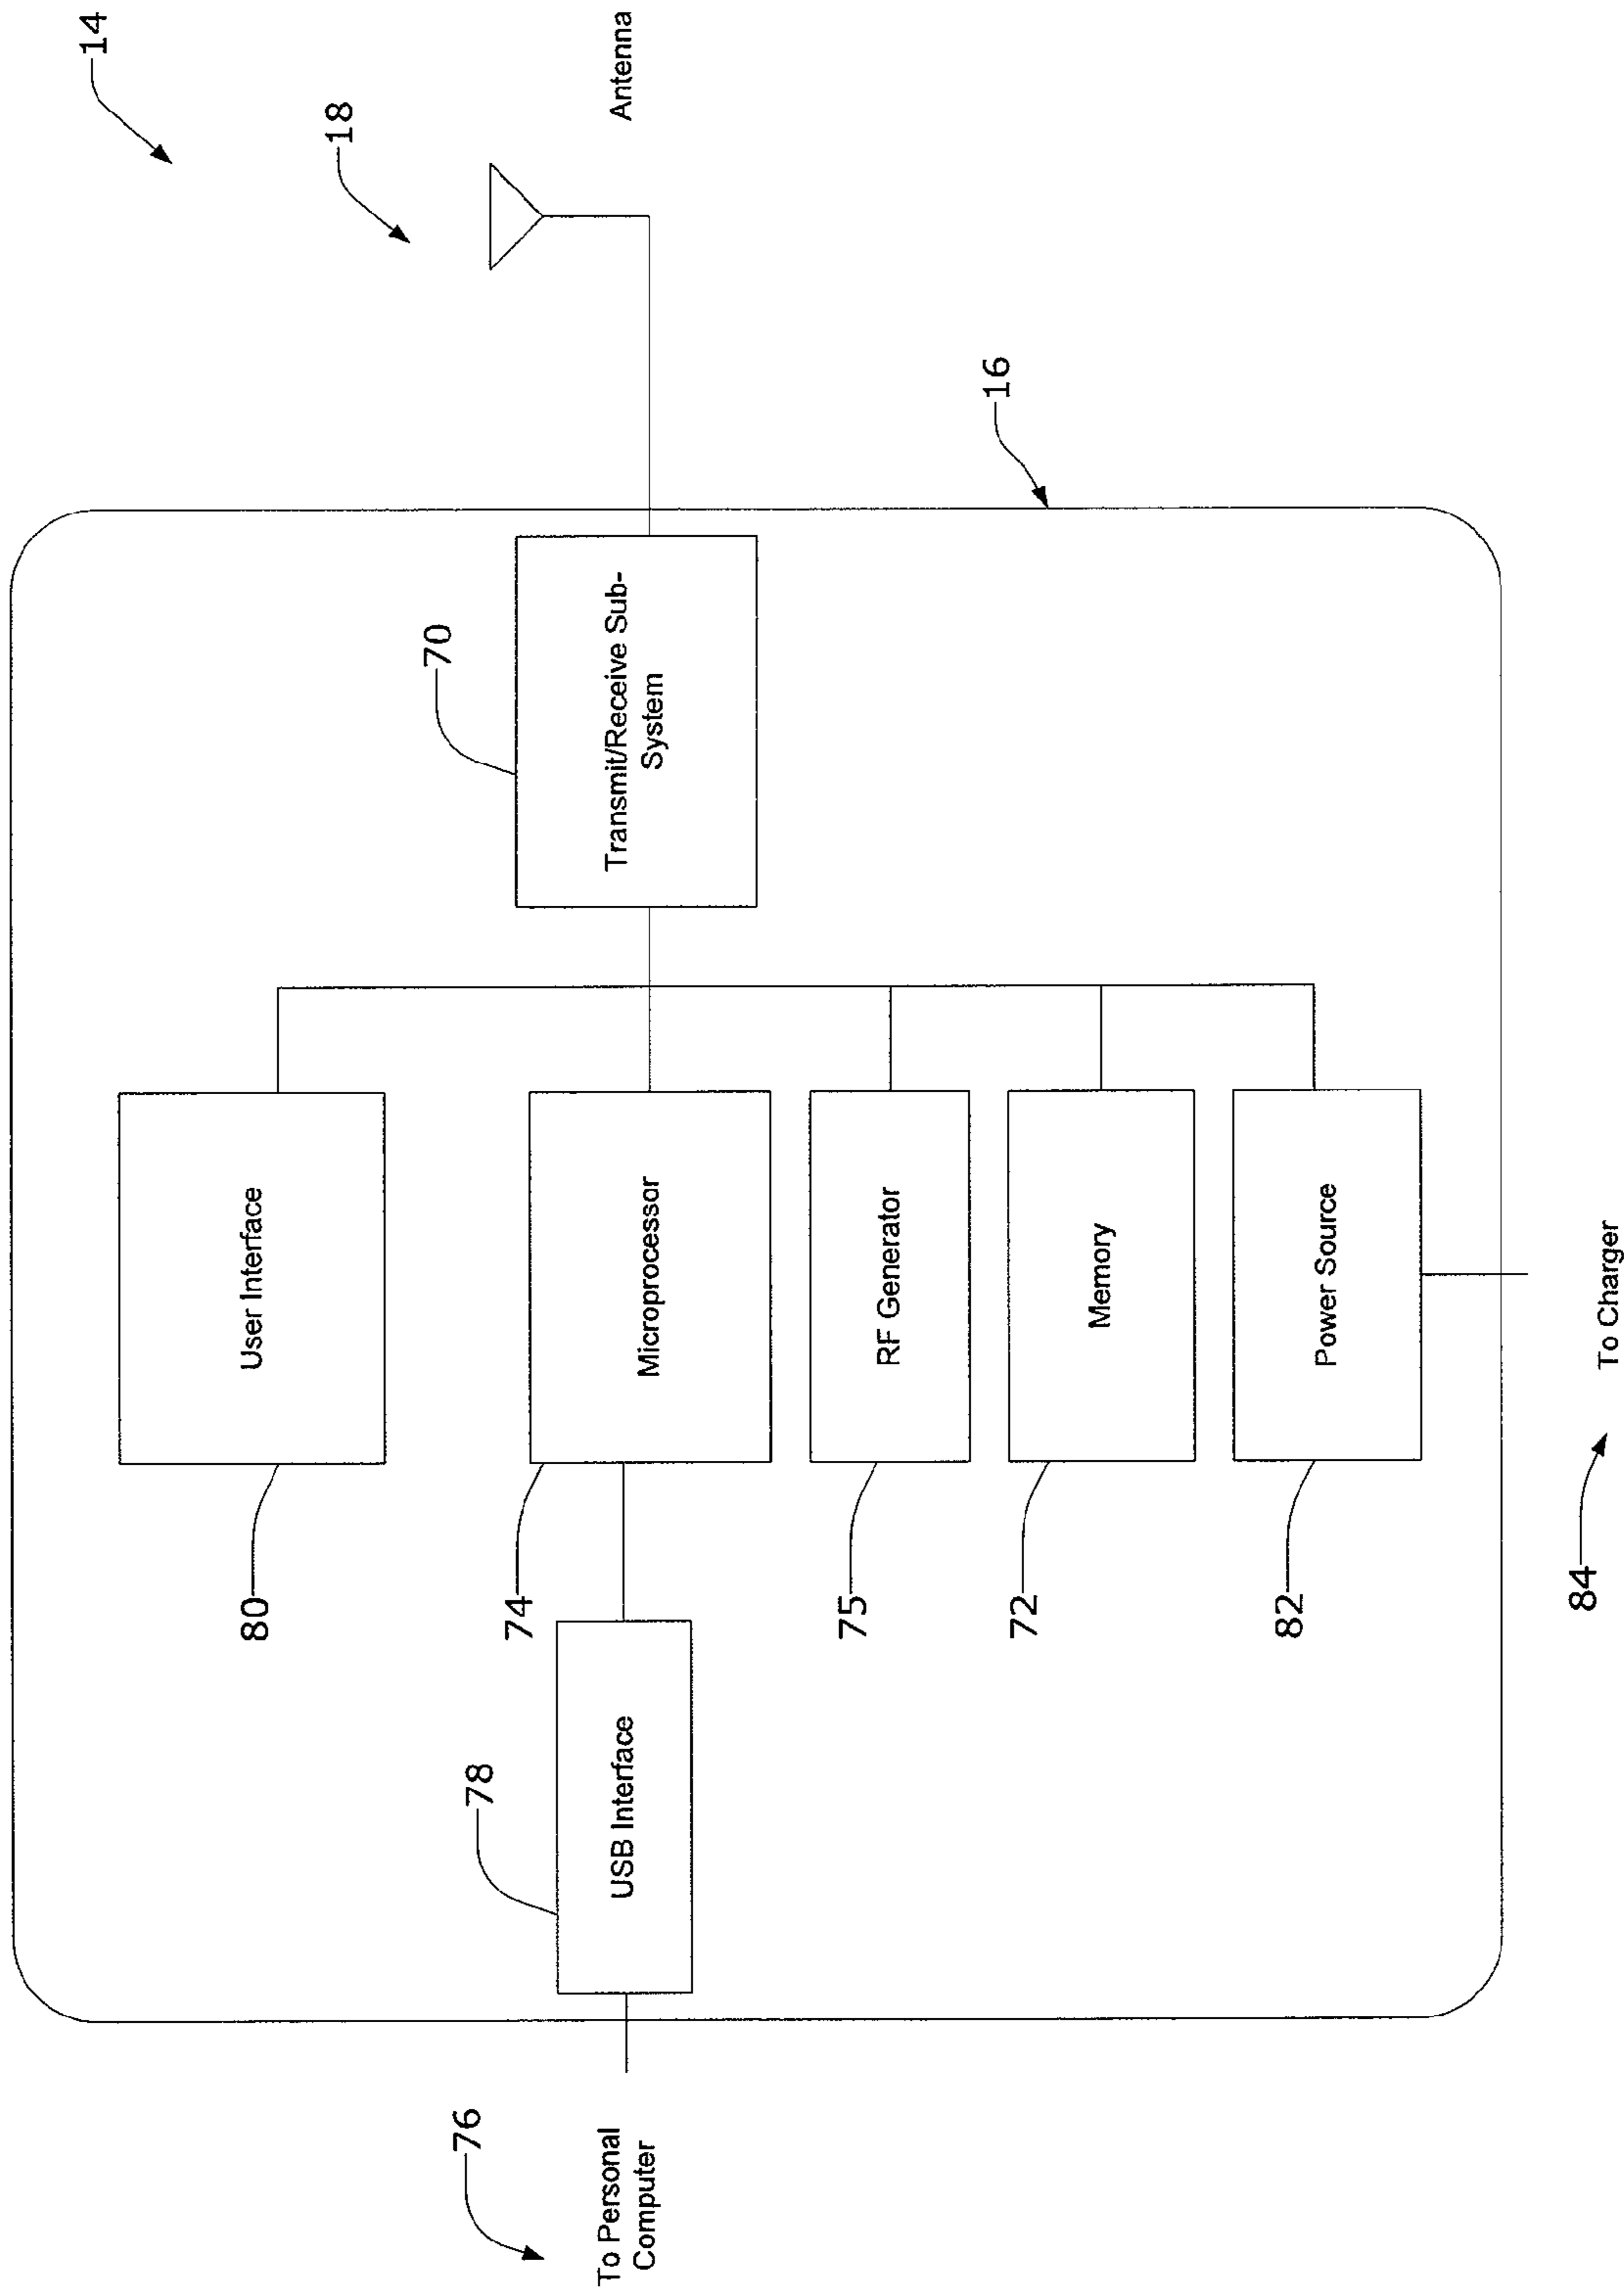 14
18
Antenna
16
70
Transmit/Receive Sub-
System
User Interface
80
Microprocessor
74
RF Generator
75
Memory
72
Power Source
82
USB Interface
78
76
To Personal
Computer
84
To Charger